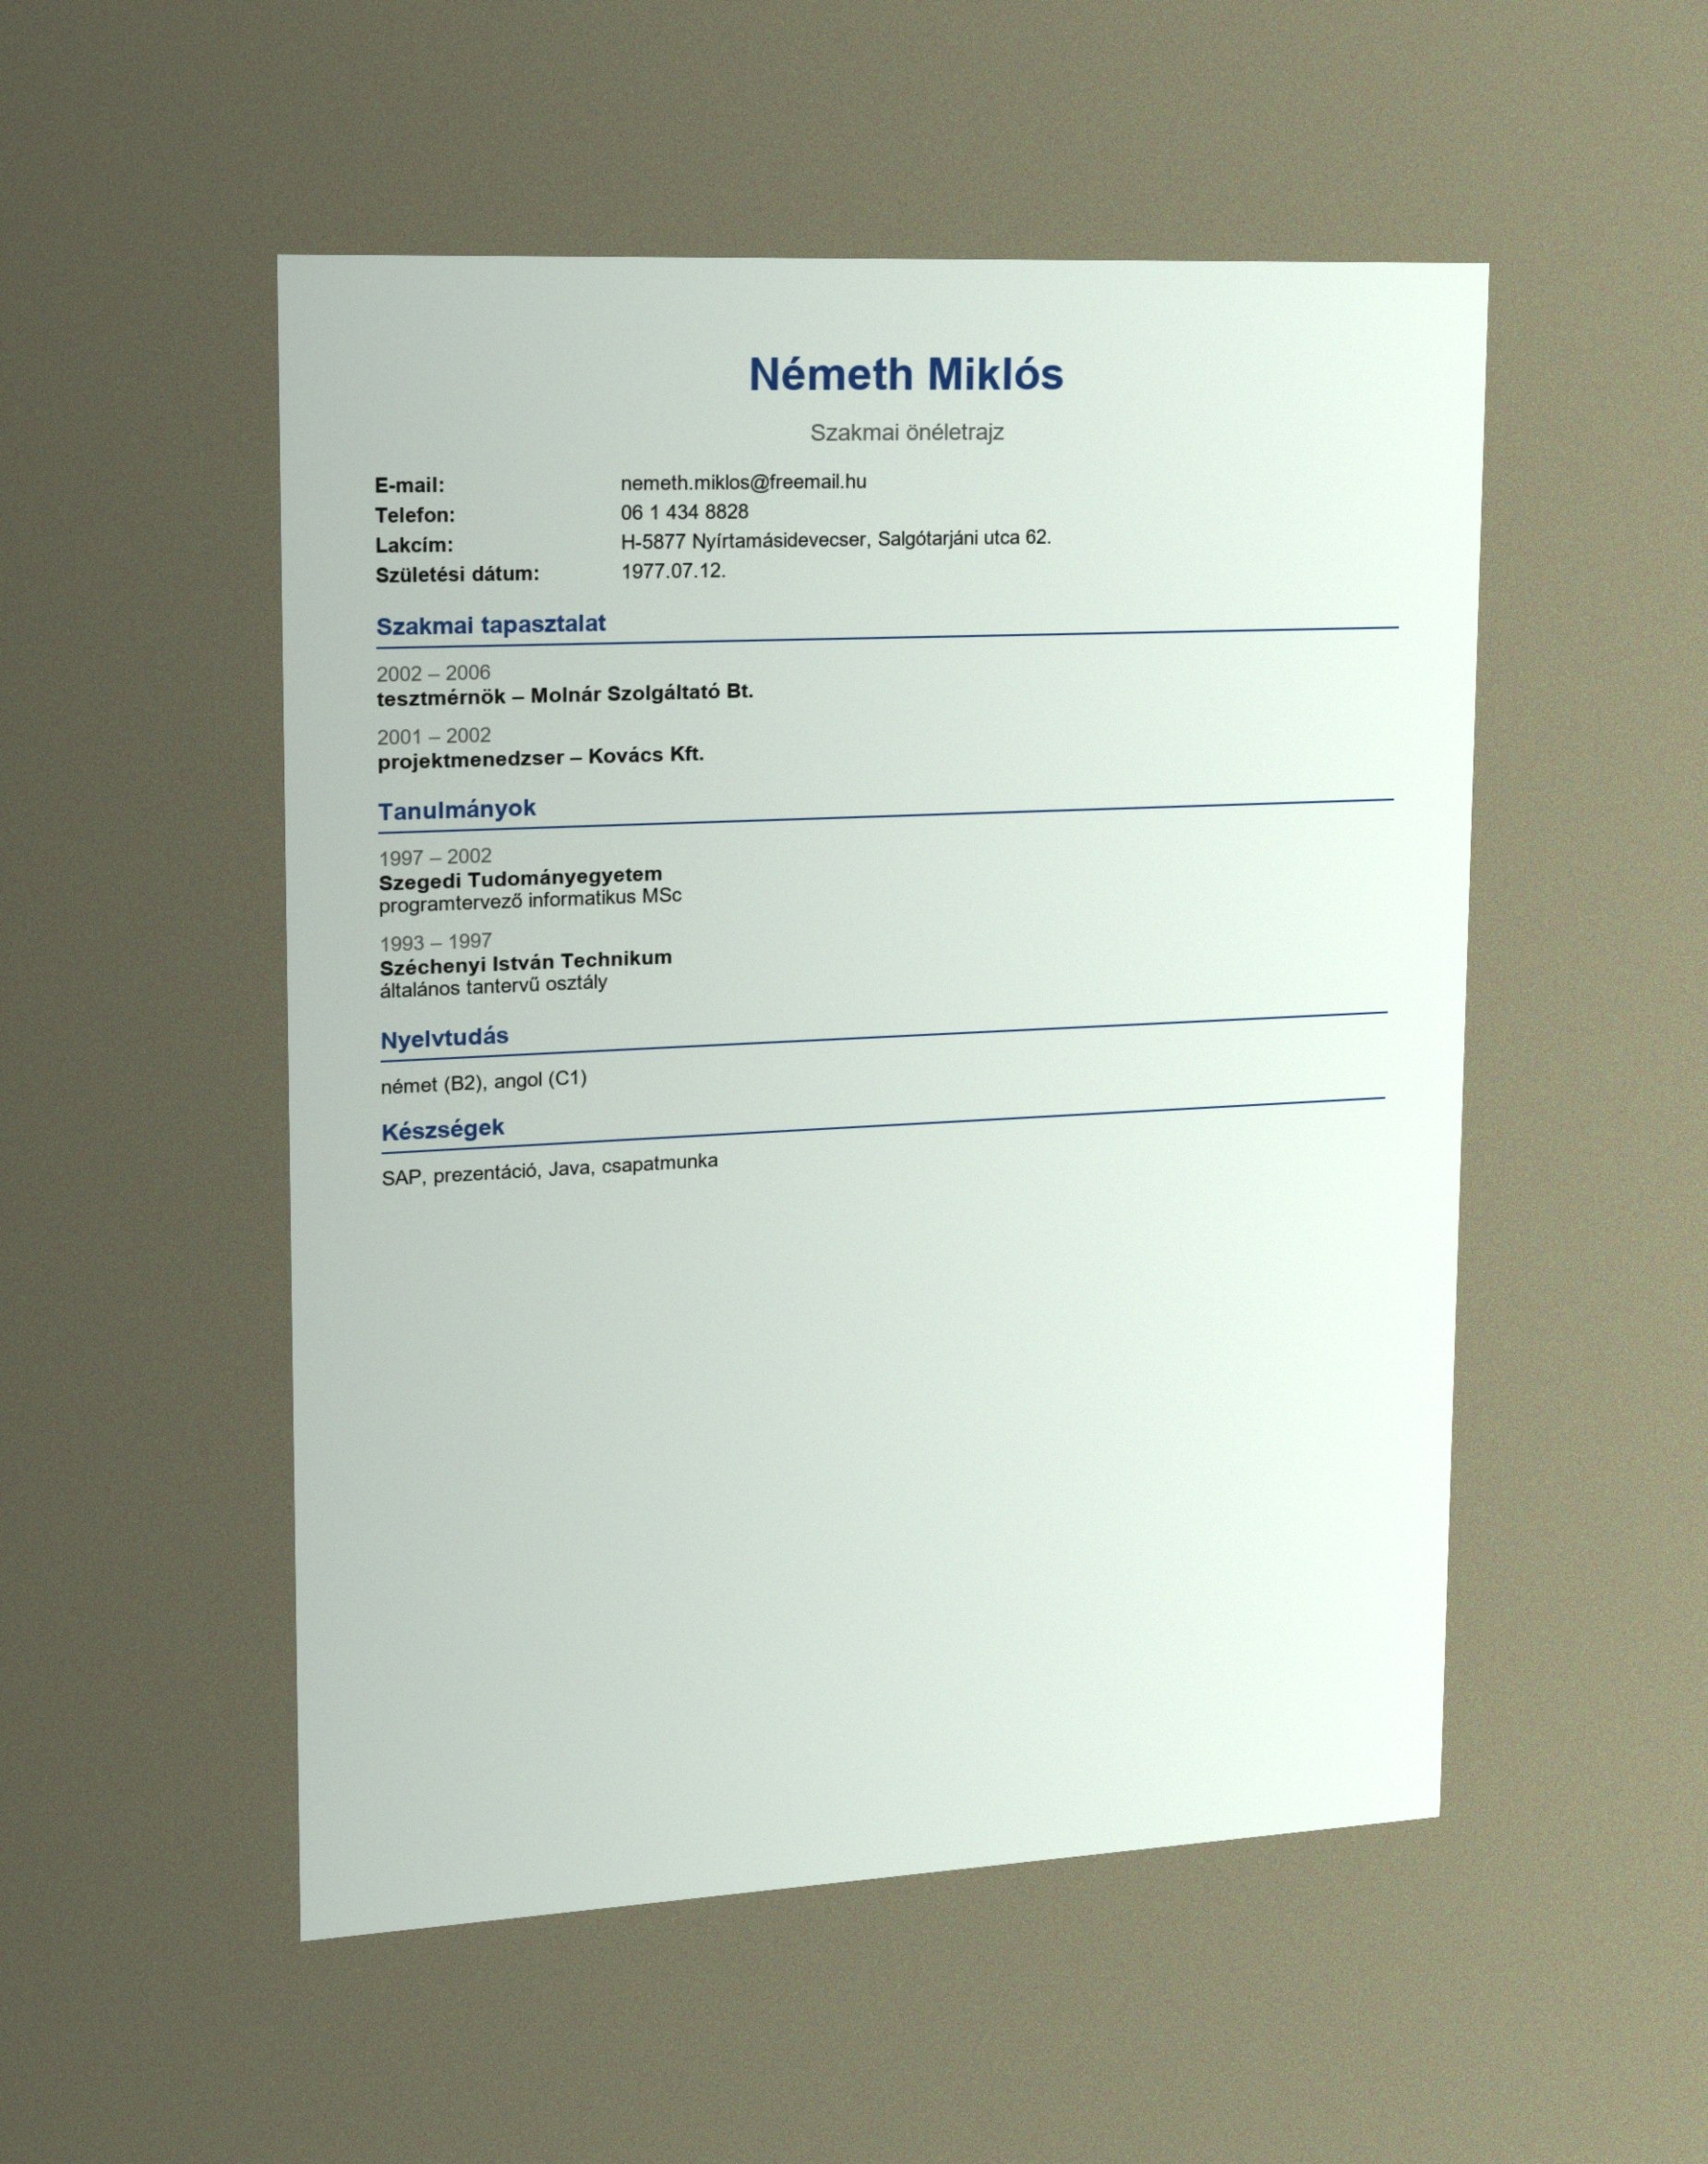 Németh Miklós
Szakmai önéletrajz
E-mail: nemeth.miklos@freemail.hu
Telefon: 06 1 434 8828
Lakcím: H-5877 Nyírtamásidevecser, Salgótarjáni utca 62.
Születési dátum: 1977.07.12.
Szakmai tapasztalat
2002 – 2006
tesztmérnök – Molnár Szolgáltató Bt.
2001 – 2002
projektmenedzser – Kovács Kft.
Tanulmányok
1997 – 2002
Szegedi Tudományegyetem
programtervező informatikus MSc
1993 – 1997
Széchenyi István Technikum
általános tantervű osztály
Nyelvtudás
német (B2), angol (C1)
Készségek
SAP, prezentáció, Java, csapatmunka